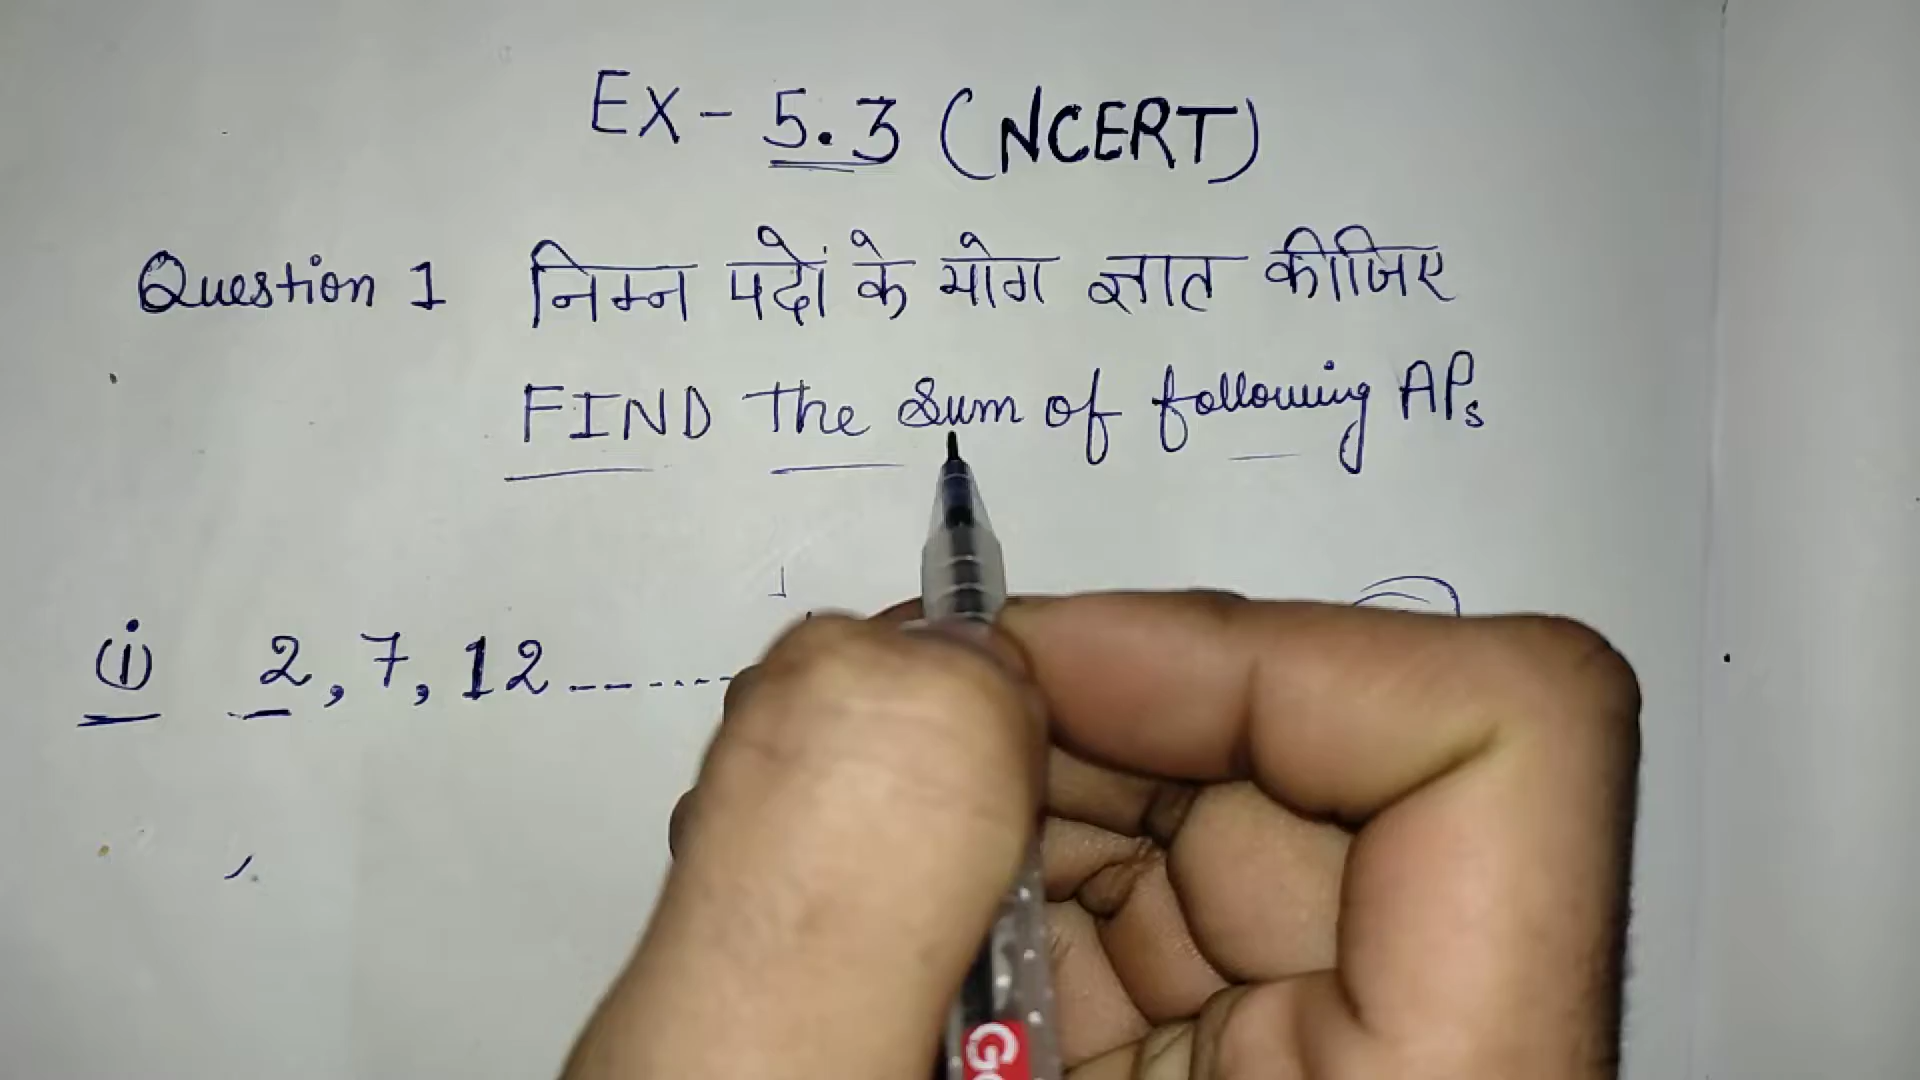 EX - 5.3 (NCERT)
Question 1 निम्न पदों के योग ज्ञात कीजिए
FIND The Sum of following APs
(i) 2, 7, 12 --------
G